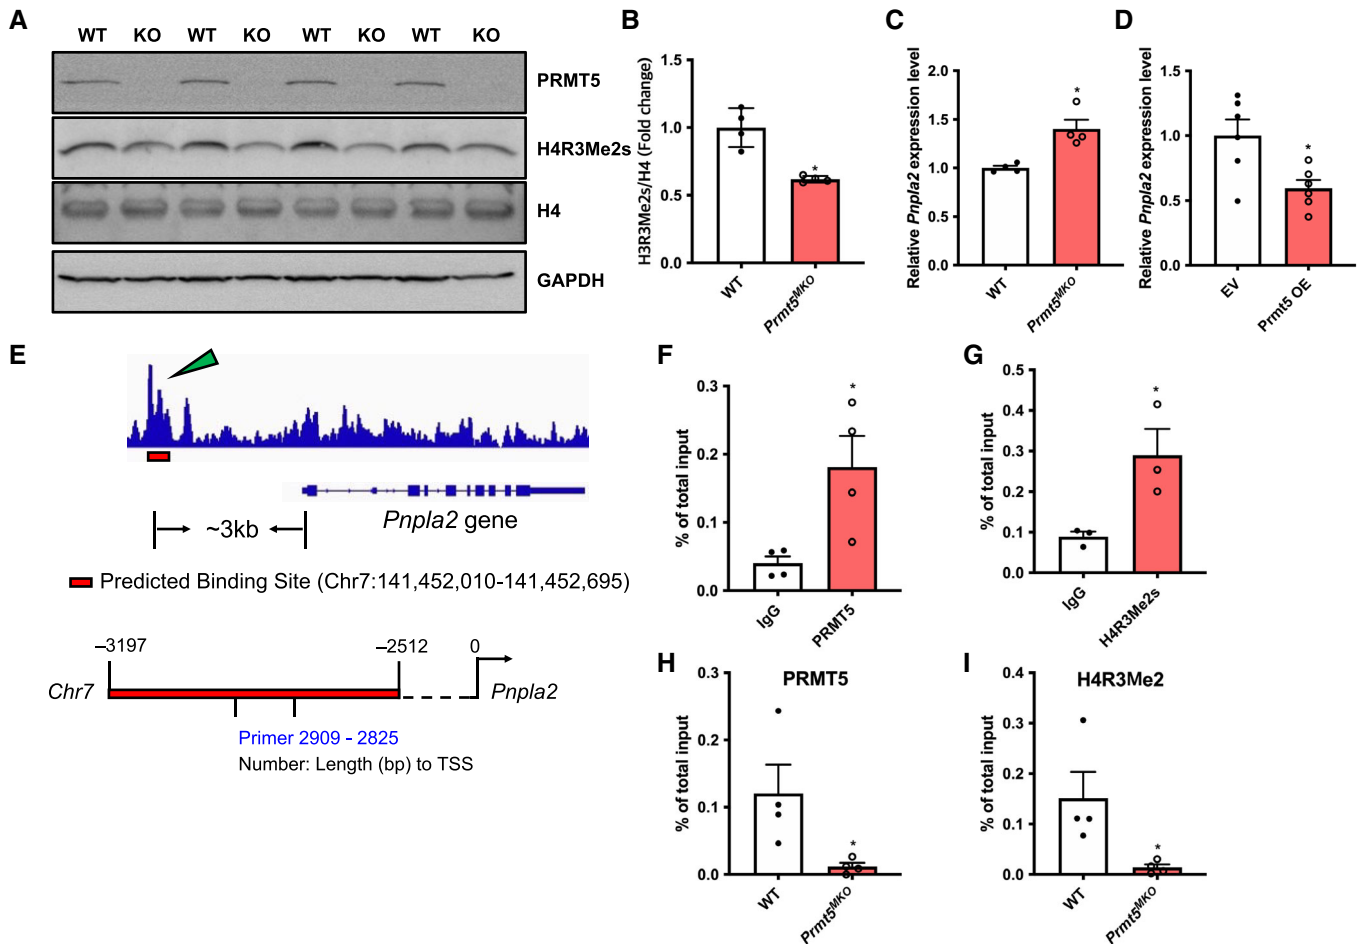 A
WT KO WT KO WT KO WT KO
PRMT5
H4R3Me2s
H4
GAPDH
B
H3R3Me2s/H4 (Fold change)
1.5
1.0
0.5
0.0
*
WT
Prmt5MKO
C
Relative Pnpla2 expression level
2.0
1.5
1.0
0.5
0.0
*
WT
Prmt5MKO
D
Relative Pnpla2 expression level
1.5
1.0
0.5
0.0
*
EV
Prmt5 OE
E
~3kb
Pnpla2 gene
Predicted Binding Site (Chr7:141,452,010-141,452,695)
–3197
–2512
0
Chr7
Pnpla2
Primer 2909 - 2825
Number: Length (bp) to TSS
F
% of total input
0.3
0.2
0.1
0.0
*
IgG
PRMT5
G
% of total input
0.5
0.4
0.3
0.2
0.1
0.0
*
IgG
H4R3Me2s
H
PRMT5
% of total input
0.3
0.2
0.1
0.0
*
WT
Prmt5MKO
I
H4R3Me2
% of total input
0.4
0.3
0.2
0.1
0.0
*
WT
Prmt5MKO